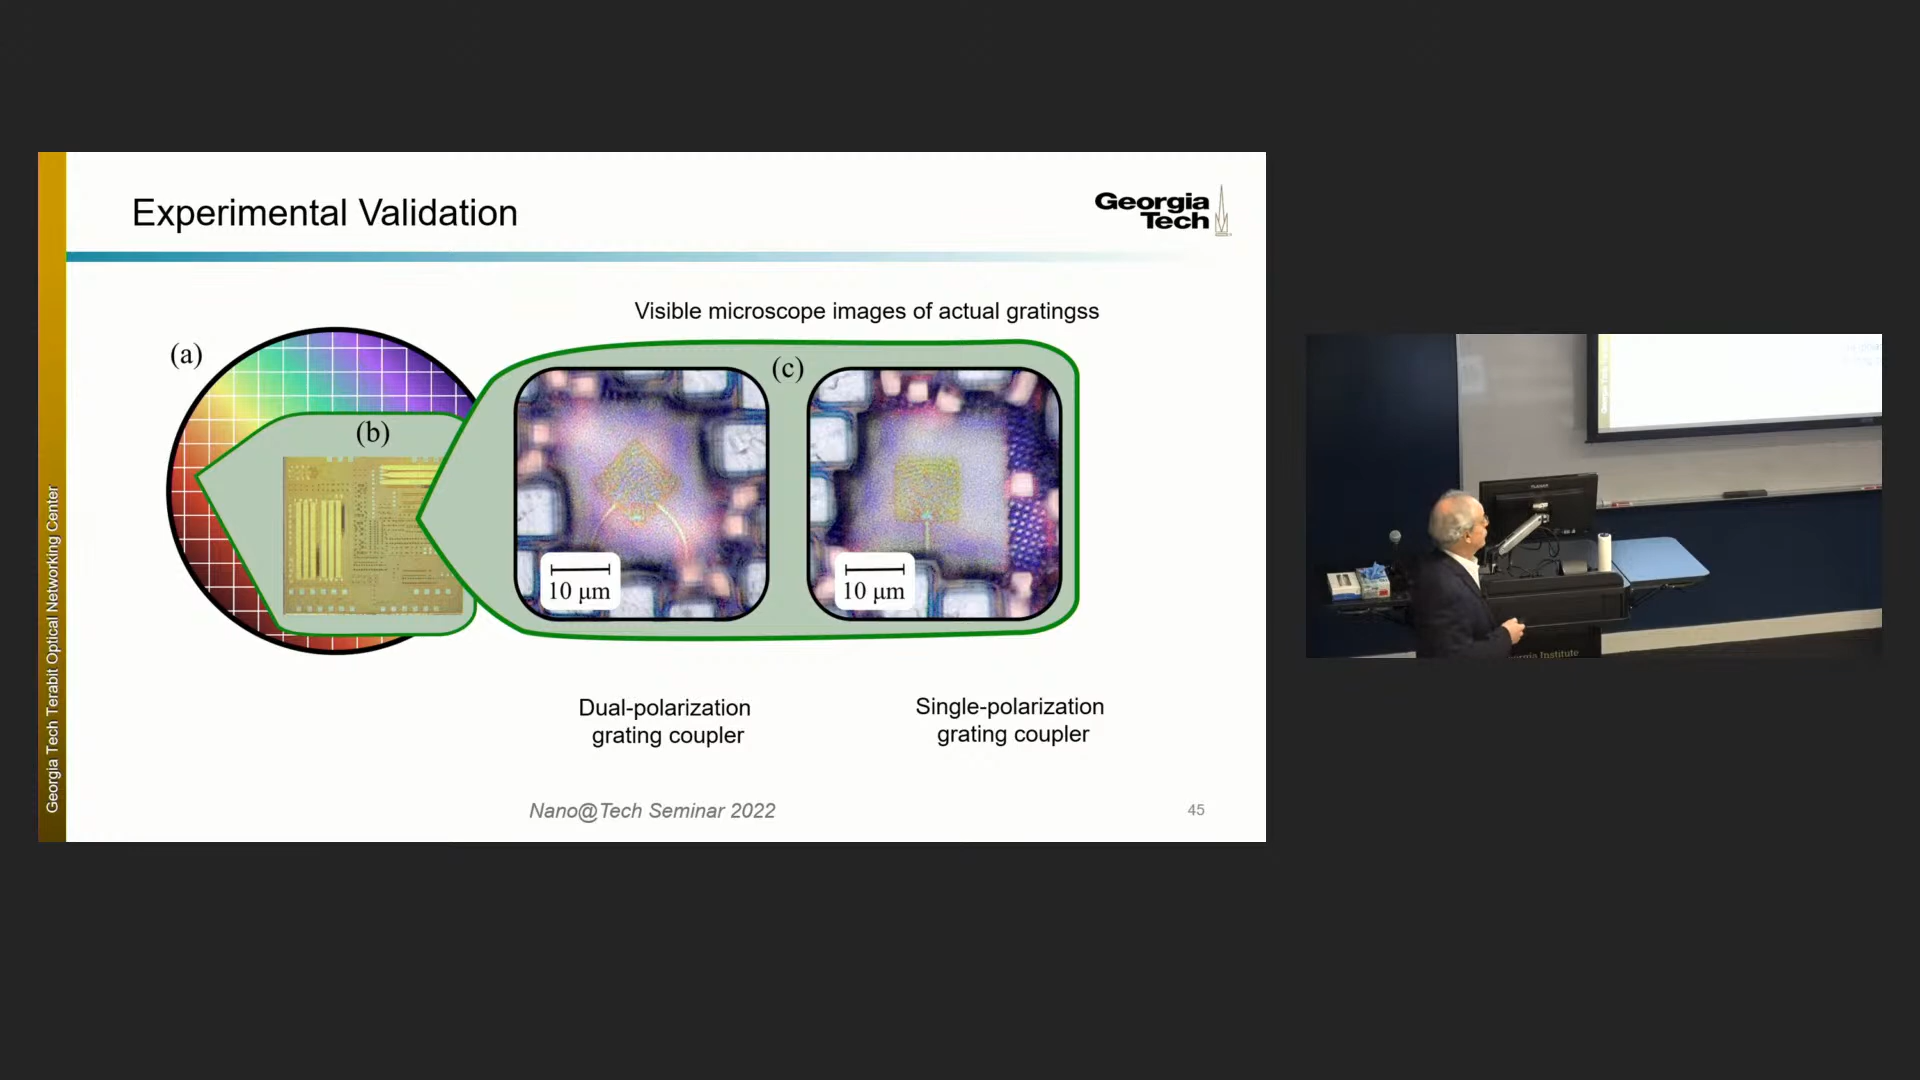 Experimental Validation
Georgia
Tech
Visible microscope images of actual gratingss
(a)
(b)
(c)
10 μm
10 μm
Dual-polarization
grating coupler
Single-polarization
grating coupler
Nano@Tech Seminar 2022
45
Georgia Tech Terabit Optical Networking Center
Institute